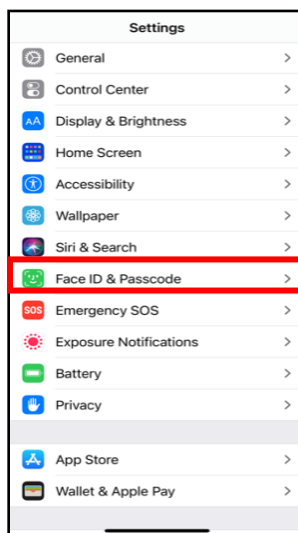 Settings
General
Control Center
AA Display & Brightness
Home Screen
Accessibility
Wallpaper
Siri & Search
Face ID & Passcode
SOS Emergency SOS
Exposure Notifications
Battery
Privacy
App Store
Wallet & Apple Pay